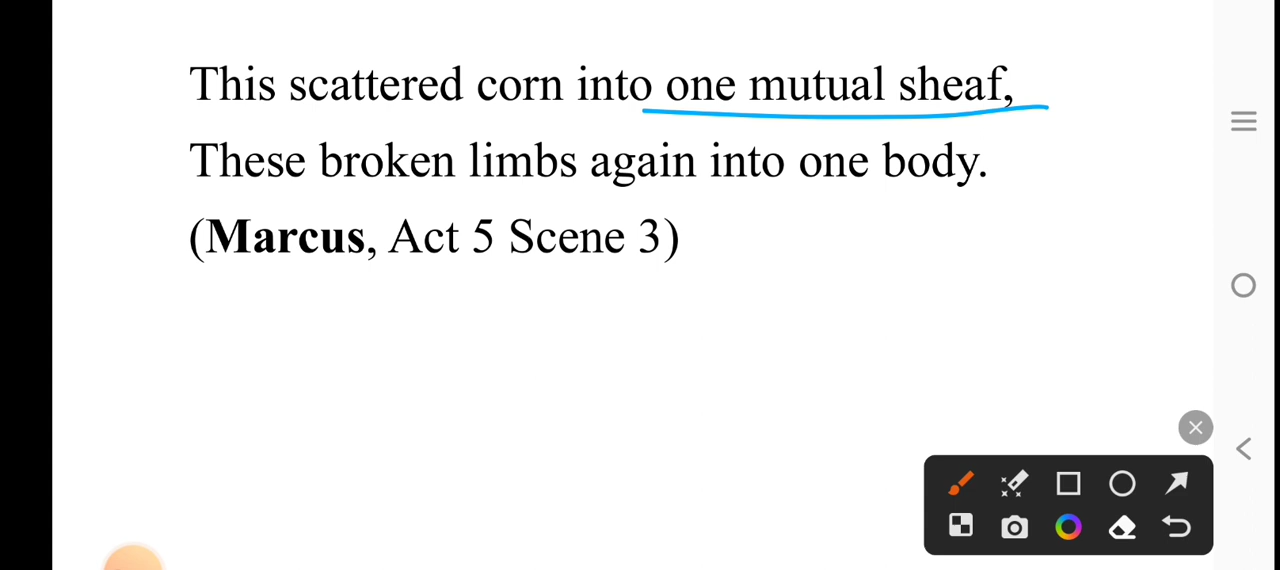 This scattered corn into one mutual sheaf,
These broken limbs again into one body.
(Marcus, Act 5 Scene 3)